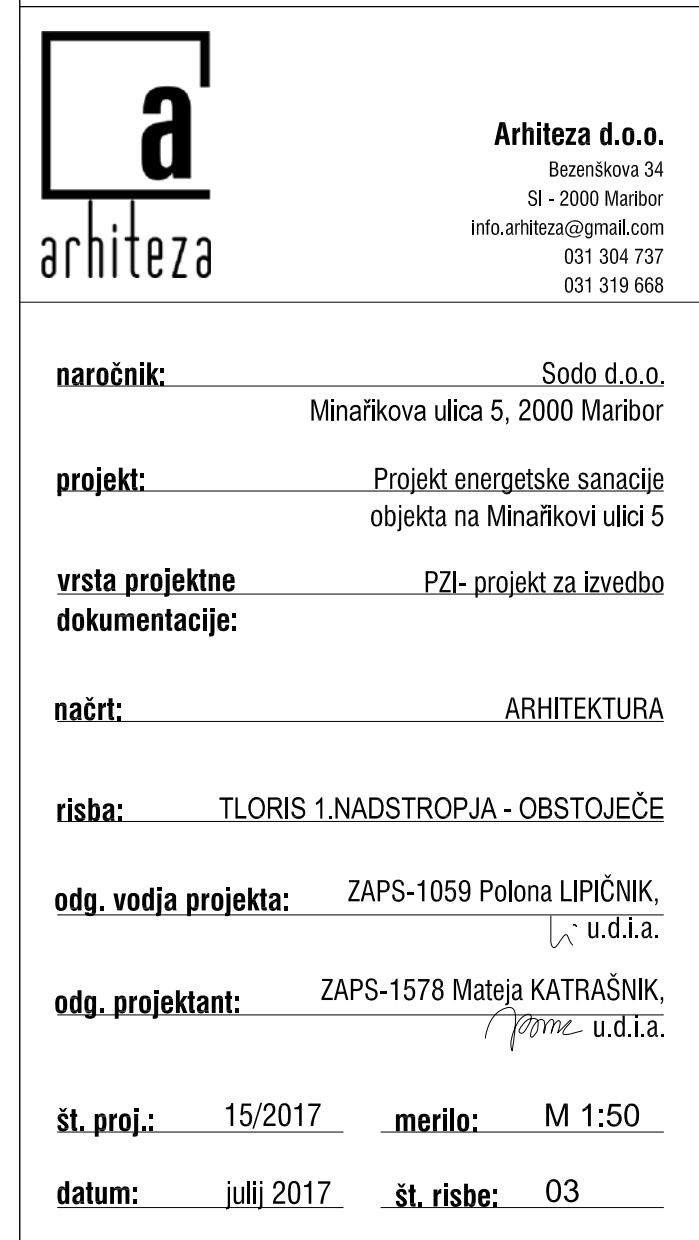 a
arhiteza
Arhiteza d.o.o.
Bezenškova 34
SI - 2000 Maribor
info.arhiteza@gmail.com
031 304 737
031 319 668
naročnik: Sodo d.o.o.
Minařikova ulica 5, 2000 Maribor
projekt: Projekt energetske sanacije
objekta na Minařikovi ulici 5
vrsta projektne PZI- projekt za izvedbo
dokumentacije:
načrt: ARHITEKTURA
risba: TLORIS 1.NADSTROPJA - OBSTOJEČE
odg. vodja projekta: ZAPS-1059 Polona LIPIČNIK,
u.d.i.a.
odg. projektant: ZAPS-1578 Mateja KATRAŠNIK,
u.d.i.a.
št. proj.: 15/2017 merilo: M 1:50
datum: julij 2017 št. risbe: 03